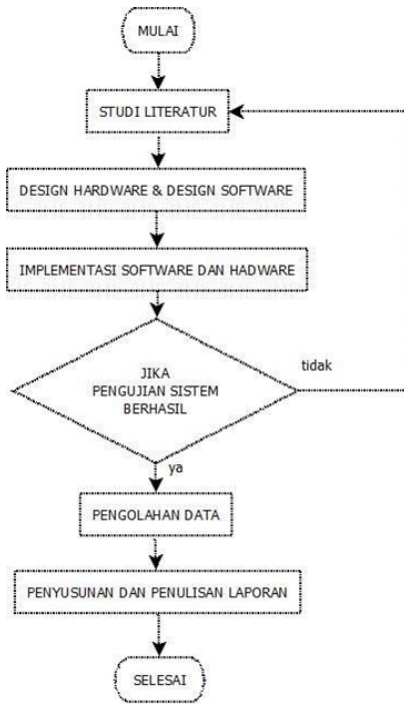 MULAI
STUDI LITERATUR
DESIGN HARDWARE & DESIGN SOFTWARE
IMPLEMENTASI SOFTWARE DAN HADWARE
JIKA
PENGUJIAN SISTEM
BERHASIL
tidak
ya
PENGOLAHAN DATA
PENYUSUNAN DAN PENULISAN LAPORAN
SELESAI